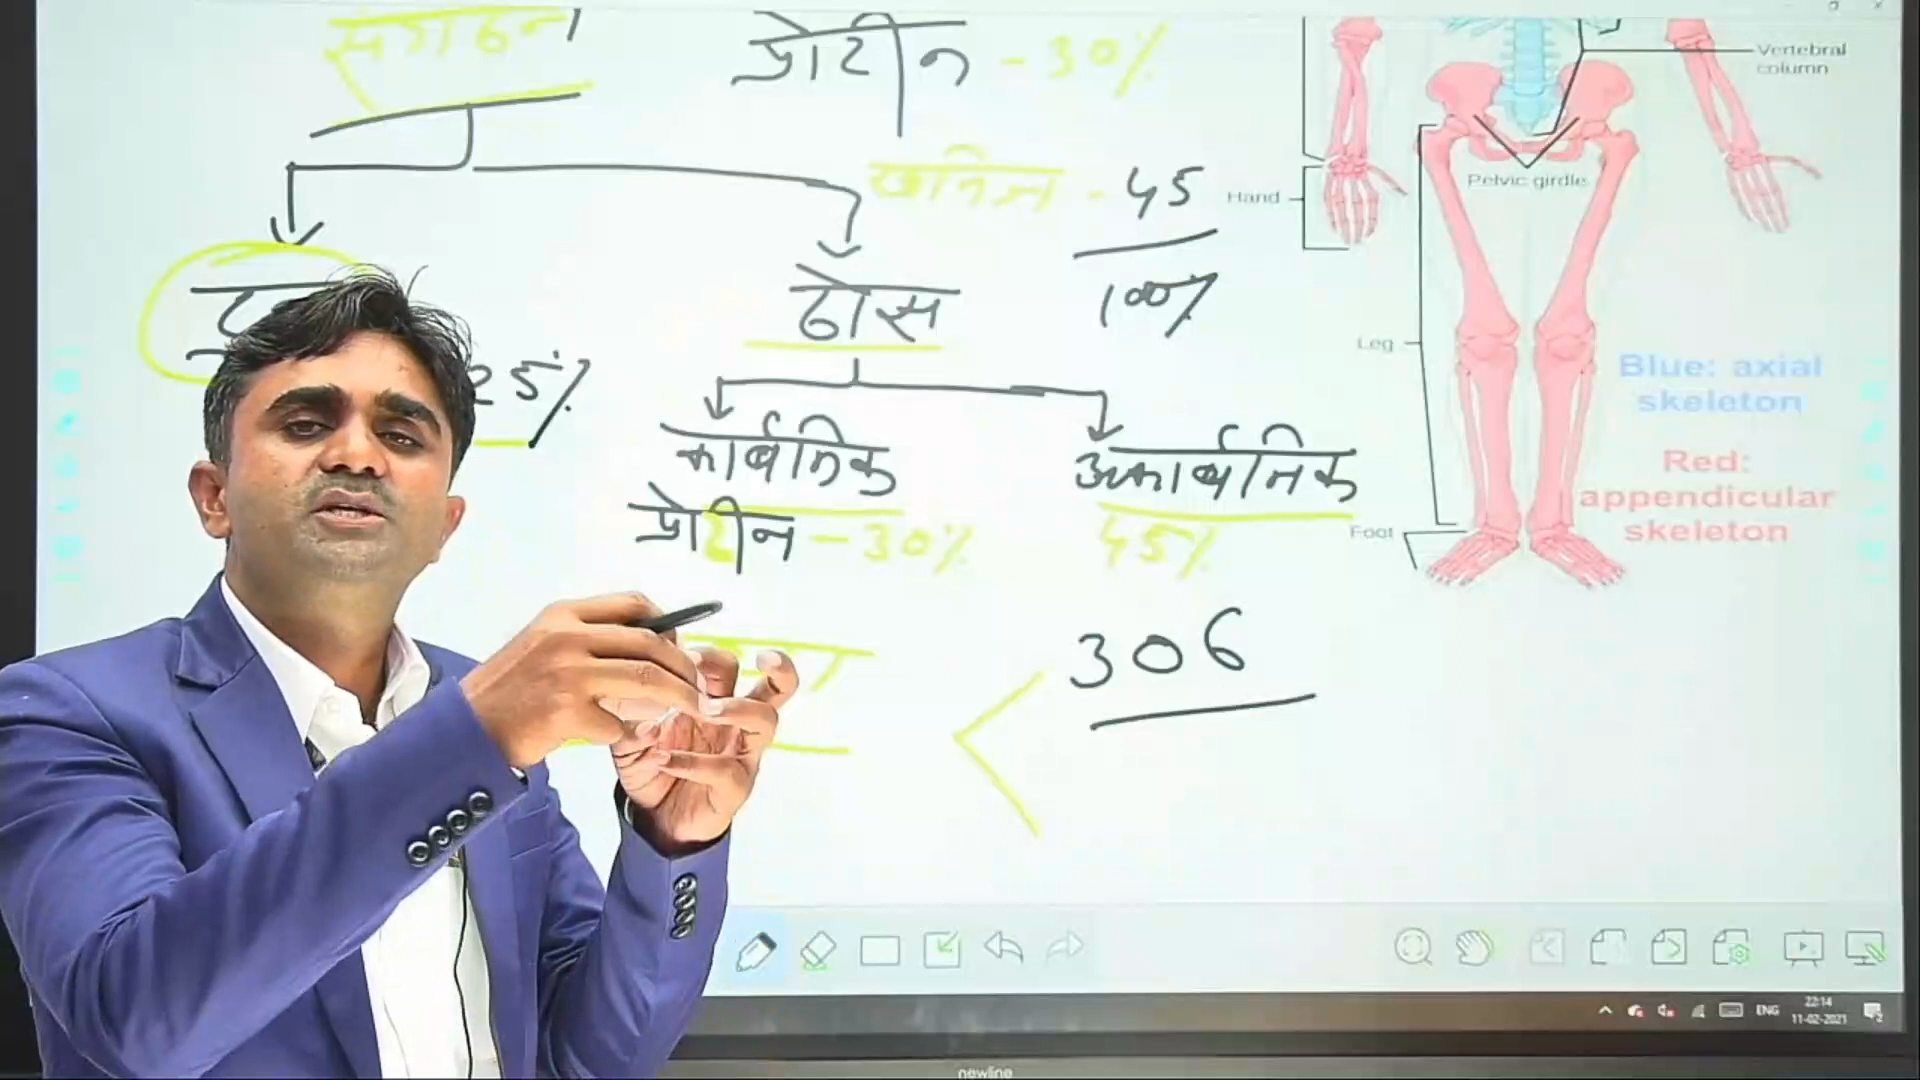 संगठन
प्रोटीन - 30%
खनिज - 45
100%
25%
ठोस
कार्बनिक
अकार्बनिक
प्रोटीन - 30%
45%
306
Vertebral
column
Pelvic girdle
Hand
Leg
Foot
Blue: axial
skeleton
Red:
appendicular
skeleton
ENG
22:14
11-02-2021
newline